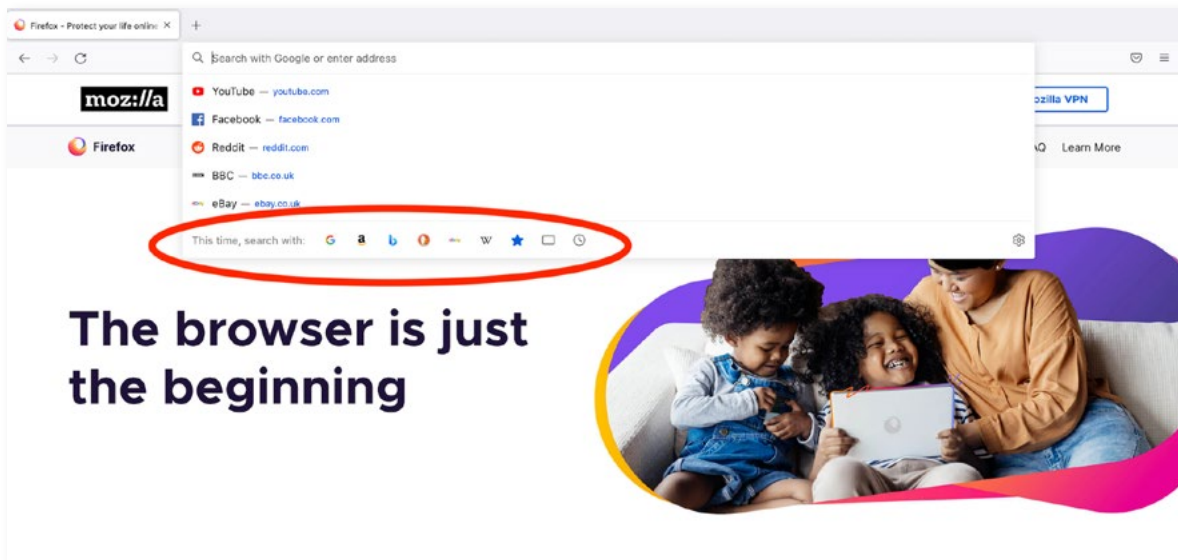 Firefox - Protect your life online
Search with Google or enter address
moz://a
YouTube — youtube.com
ozilla VPN
Facebook — facebook.com
Firefox
Reddit — reddit.com
AQ Learn More
BBC — bbc.co.uk
eBay — ebay.co.uk
This time, search with:
The browser is just
the beginning